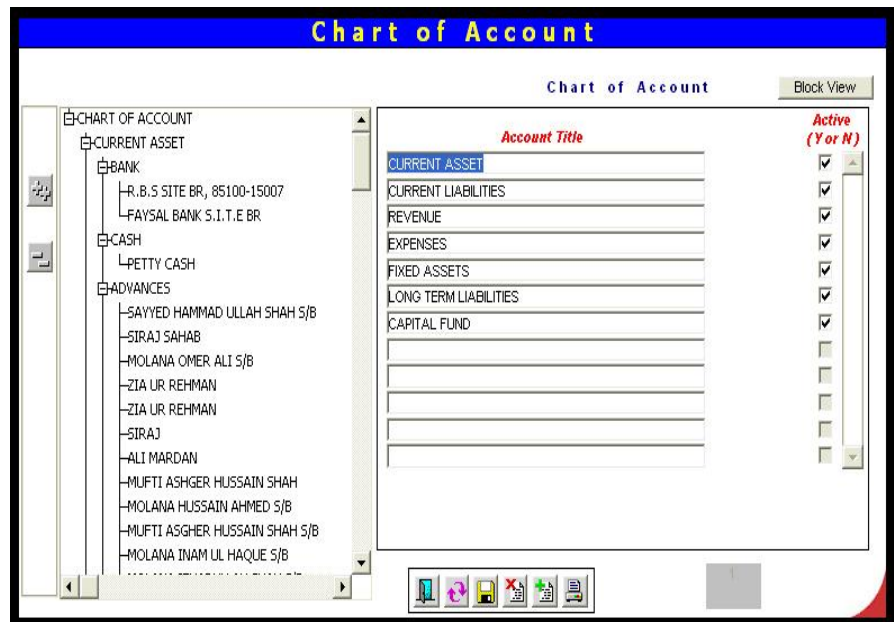 Chart of Account
Chart of Account
Block View
CHART OF ACCOUNT
CURRENT ASSET
BANK
R.B.S SITE BR, 85100-15007
FAYSAL BANK S.I.T.E BR
CASH
PETTY CASH
ADVANCES
SAYYED HAMMAD ULLAH SHAH S/B
SIRAJ SAHAB
MOLANA OMER ALI S/B
ZIA UR REHMAN
ZIA UR REHMAN
SIRAJ
ALI MARDAN
MUFTI ASHGER HUSSAIN SHAH
MOLANA HUSSAIN AHMED S/B
MUFTI ASGHER HUSSAIN SHAH S/B
MOLANA INAM UL HAQUE S/B
Account Title
Active
(Y or N)
CURRENT ASSET
CURRENT LIABILITIES
REVENUE
EXPENSES
FIXED ASSETS
LONG TERM LIABILITIES
CAPITAL FUND
1